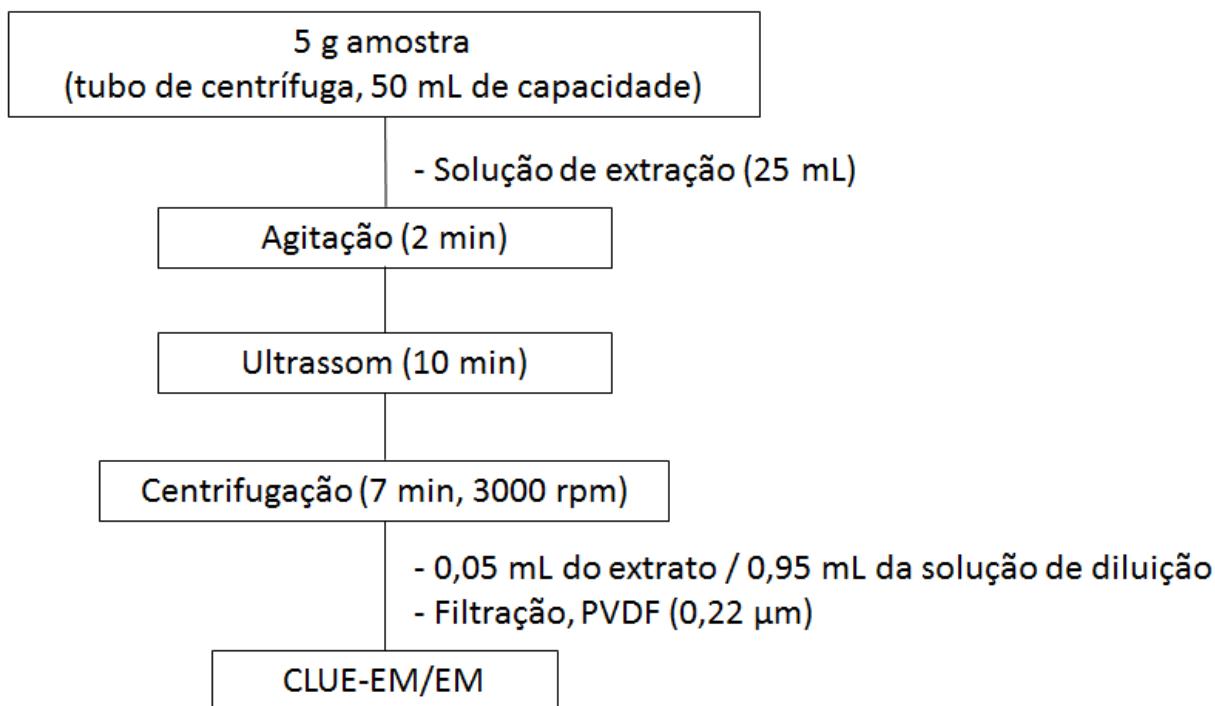 5 g amostra
(tubo de centrífuga, 50 mL de capacidade)
- Solução de extração (25 mL)
Agitação (2 min)
Ultrassom (10 min)
Centrifugação (7 min, 3000 rpm)
- 0,05 mL do extrato / 0,95 mL da solução de diluição
- Filtração, PVDF (0,22 µm)
CLUE-EM/EM